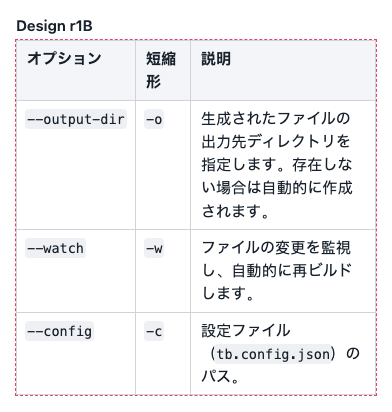 Design r1B
オプション 短縮形 説明
--output-dir -o 生成されたファイルの
出力先ディレクトリを
指定します。存在しな
い場合は自動的に作成
されます。
--watch -w ファイルの変更を監視
し、自動的に再ビルド
します。
--config -c 設定ファイル
（tb.config.json）の
パス。